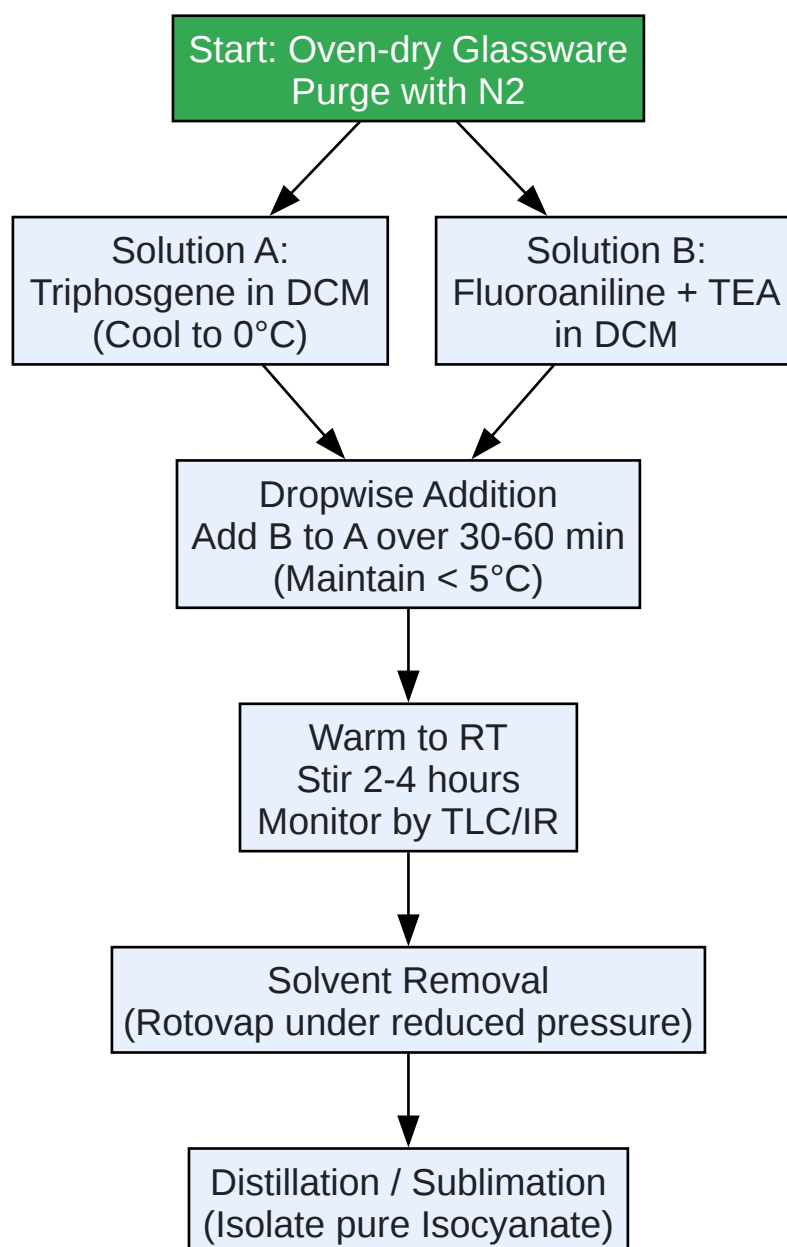 Start: Oven-dry Glassware
Purge with N2
Solution A:
Triphosgene in DCM
(Cool to 0°C)
Solution B:
Fluoroaniline + TEA
in DCM
Dropwise Addition
Add B to A over 30-60 min
(Maintain < 5°C)
Warm to RT
Stir 2-4 hours
Monitor by TLC/IR
Solvent Removal
(Rotovap under reduced pressure)
Distillation / Sublimation
(Isolate pure Isocyanate)